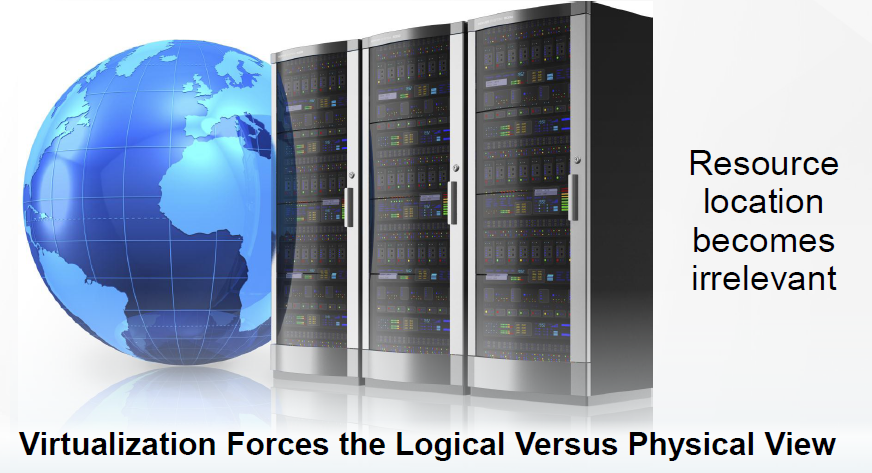 Resource
location
becomes
irrelevant
Virtualization Forces the Logical Versus Physical View